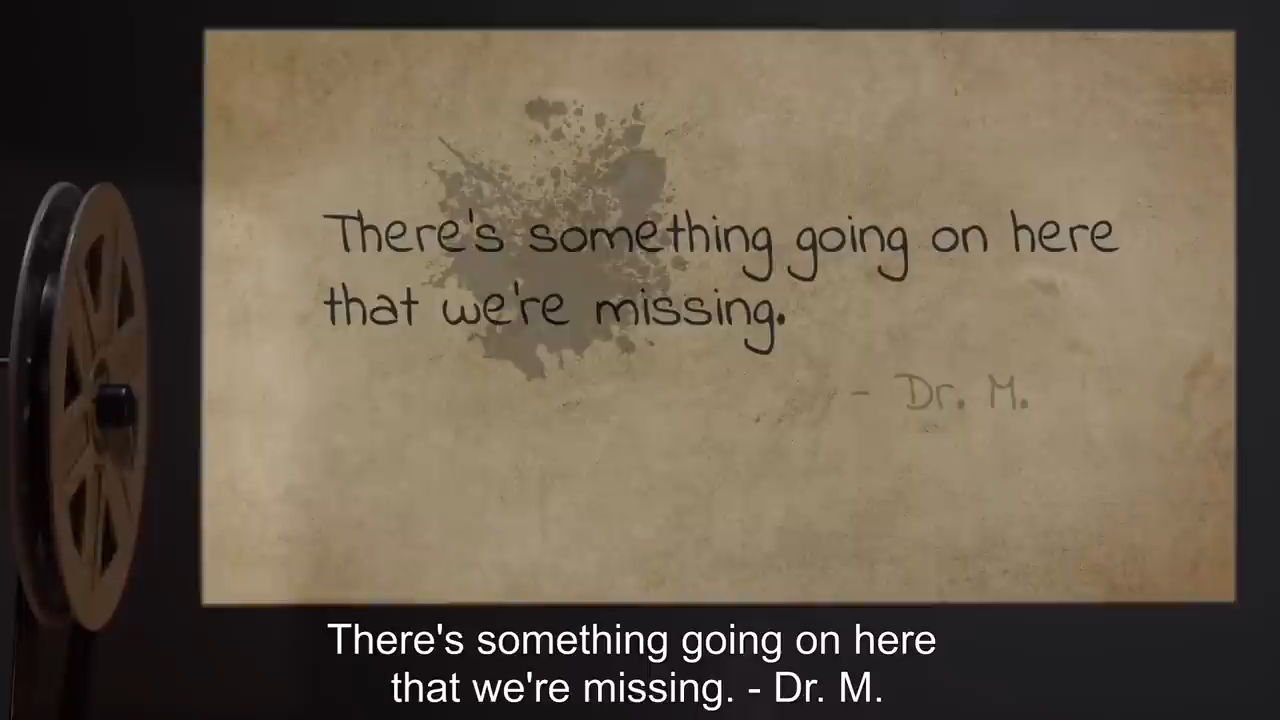 There's something going on here
that we're missing.
- Dr. M.
There's something going on here
that we're missing. - Dr. M.